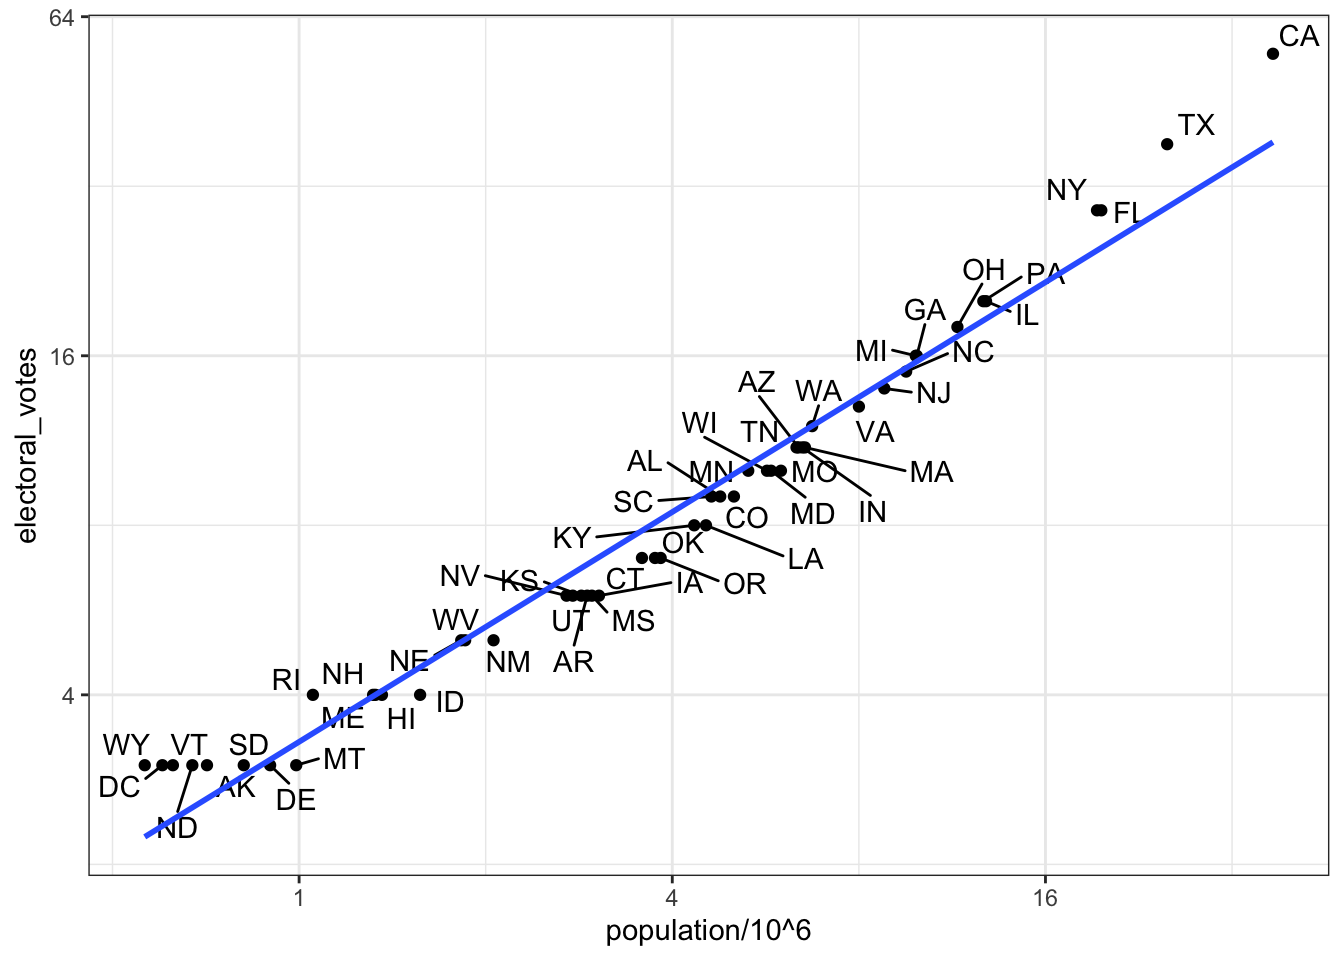 64
CA
TX
NY
FL
OH
PA
GA
IL
16
MI
NC
AZ
WA
NJ
WI
TN
VA
AL
MN
MO
MA
SC
CO
MD
IN
KY
OK
LA
NV
KS
CT
IA
OR
WV
UT
MS
NE
NM
AR
RI
NH
4
ME
HI
ID
WY
VT
SD
MT
DC
AK
DE
ND
1
4
16
population/10^6
electoral_votes